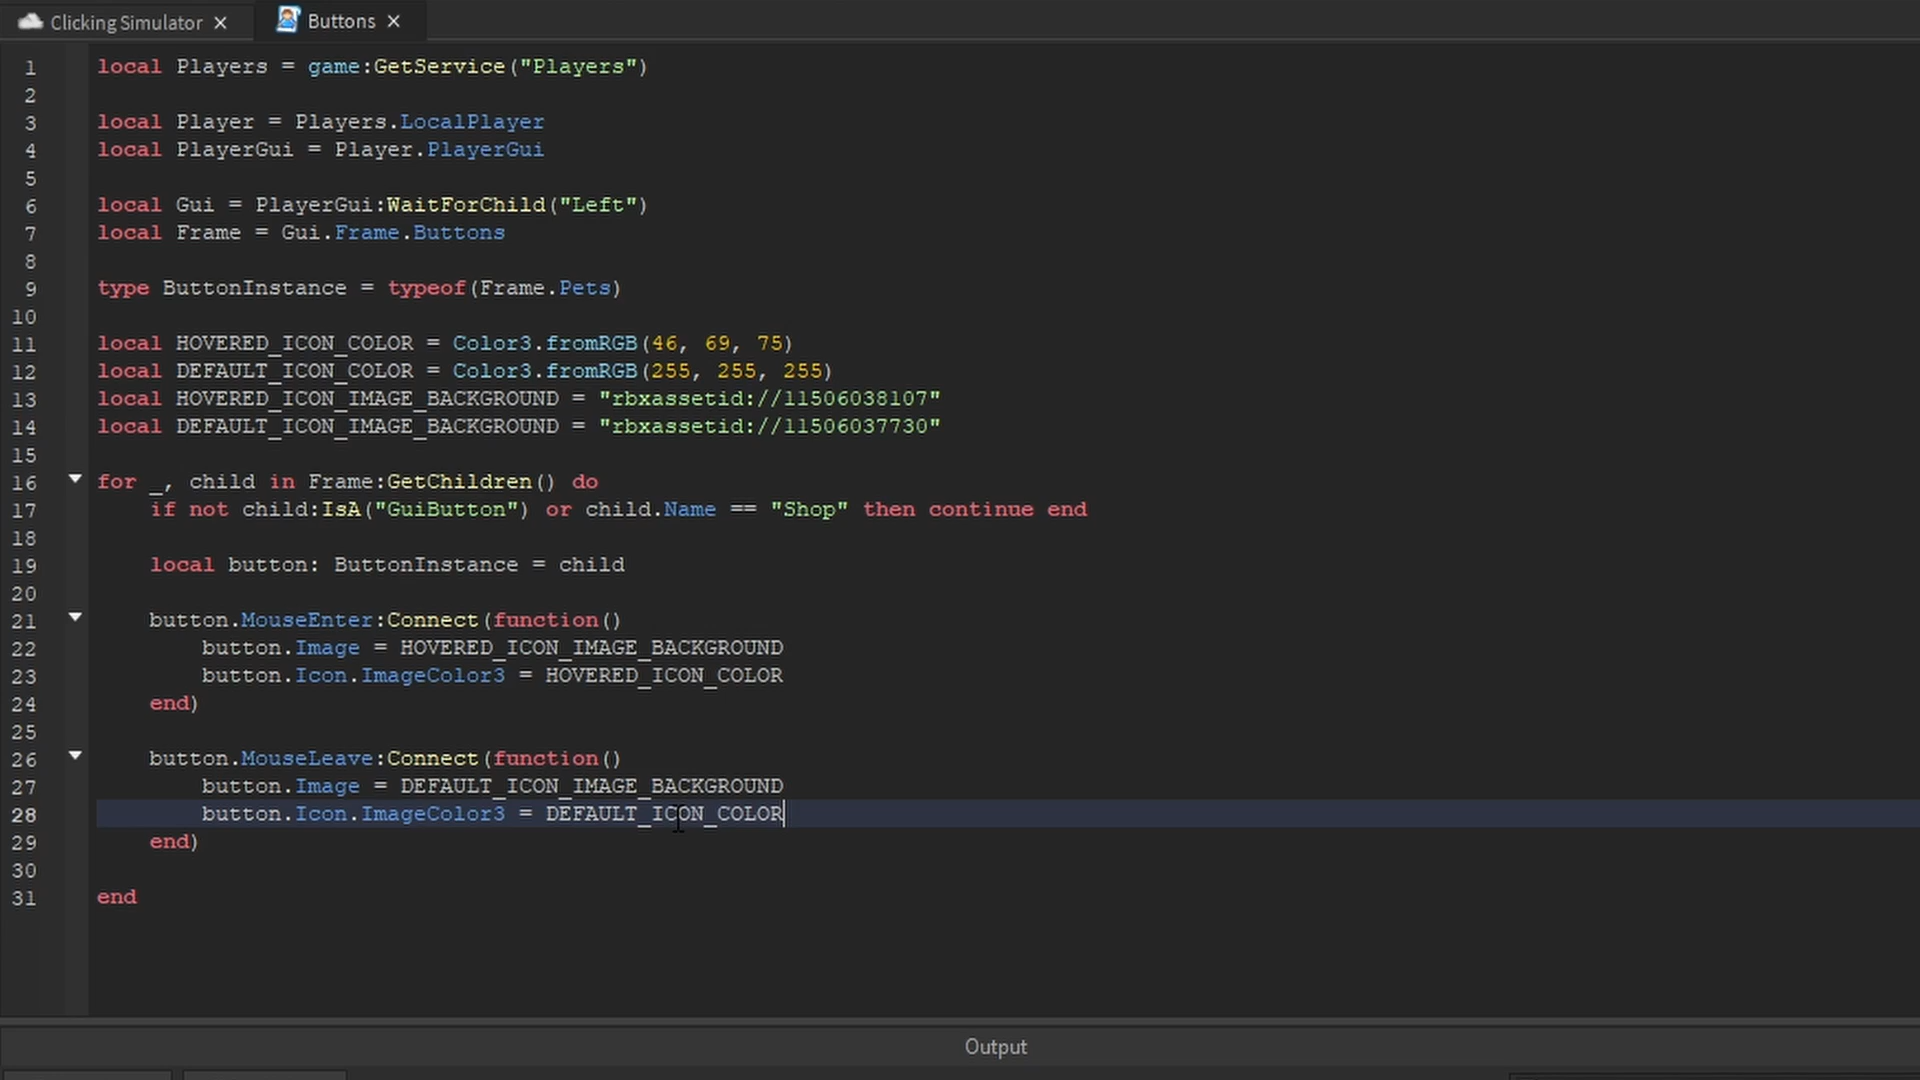 Clicking Simulator × Buttons ×
1 local Players = game:GetService("Players")
2
3 local Player = Players.LocalPlayer
4 local PlayerGui = Player.PlayerGui
5
6 local Gui = PlayerGui:WaitForChild("Left")
7 local Frame = Gui.Frame.Buttons
8
9 type ButtonInstance = typeof(Frame.Pets)
10
11 local HOVERED_ICON_COLOR = Color3.fromRGB(46, 69, 75)
12 local DEFAULT_ICON_COLOR = Color3.fromRGB(255, 255, 255)
13 local HOVERED_ICON_IMAGE_BACKGROUND = "rbxassetid://11506038107"
14 local DEFAULT_ICON_IMAGE_BACKGROUND = "rbxassetid://11506037730"
15
16 for _, child in Frame:GetChildren() do
17     if not child:IsA("GuiButton") or child.Name == "Shop" then continue end
18
19     local button: ButtonInstance = child
20
21     button.MouseEnter:Connect(function()
22         button.Image = HOVERED_ICON_IMAGE_BACKGROUND
23         button.Icon.ImageColor3 = HOVERED_ICON_COLOR
24     end)
25
26     button.MouseLeave:Connect(function()
27         button.Image = DEFAULT_ICON_IMAGE_BACKGROUND
28         button.Icon.ImageColor3 = DEFAULT_ICON_COLOR
29     end)
30
31 end
Output